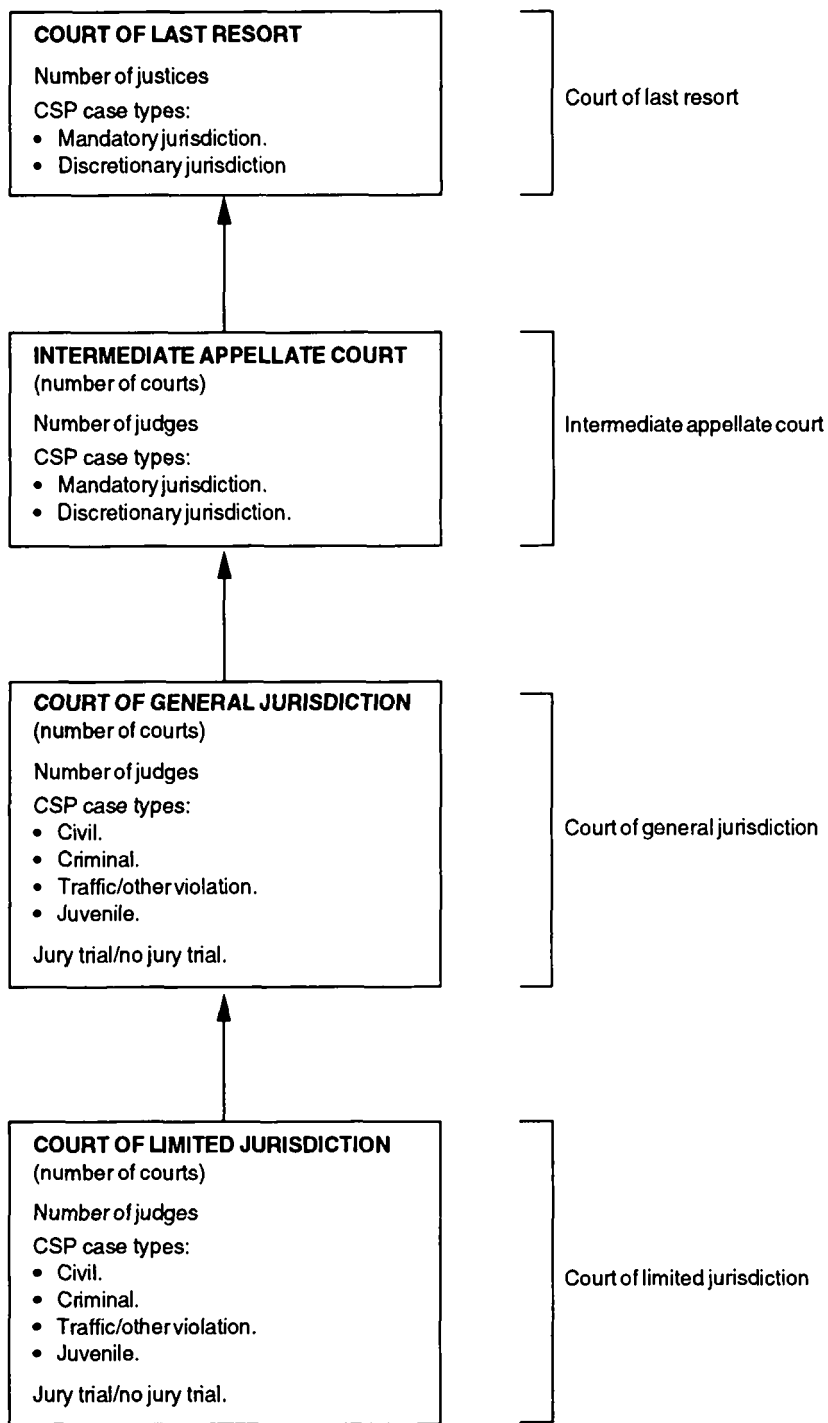 COURT OF LAST RESORT
Number of justices
CSP case types:
• Mandatory jurisdiction.
• Discretionary jurisdiction
Court of last resort
INTERMEDIATE APPELLATE COURT
(number of courts)
Number of judges
CSP case types:
• Mandatory jurisdiction.
• Discretionary jurisdiction.
Intermediate appellate court
COURT OF GENERAL JURISDICTION
(number of courts)
Number of judges
CSP case types:
• Civil.
• Criminal.
• Traffic/other violation.
• Juvenile.
Jury trial/no jury trial.
Court of general jurisdiction
COURT OF LIMITED JURISDICTION
(number of courts)
Number of judges
CSP case types:
• Civil.
• Criminal.
• Traffic/other violation.
• Juvenile.
Jury trial/no jury trial.
Court of limited jurisdiction